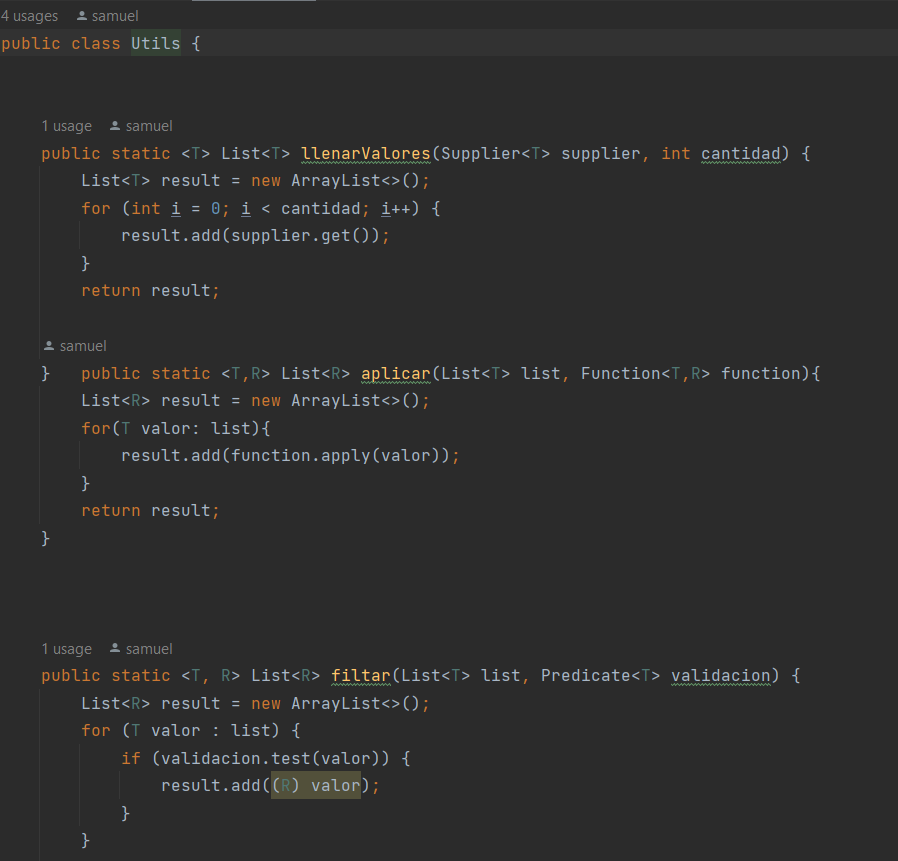 4 usages samuel
public class Utils {
1 usage samuel
public static <T> List<T> llenarValores(Supplier<T> supplier, int cantidad) {
List<T> result = new ArrayList<>();
for (int i = 0; i < cantidad; i++) {
result.add(supplier.get());
}
return result;
samuel
} public static <T,R> List<R> aplicar(List<T> list, Function<T,R> function){
List<R> result = new ArrayList<>();
for(T valor: list){
result.add(function.apply(valor));
}
return result;
}
1 usage samuel
public static <T, R> List<R> filtar(List<T> list, Predicate<T> validacion) {
List<R> result = new ArrayList<>();
for (T valor : list) {
if (validacion.test(valor)) {
result.add((R) valor);
}
}